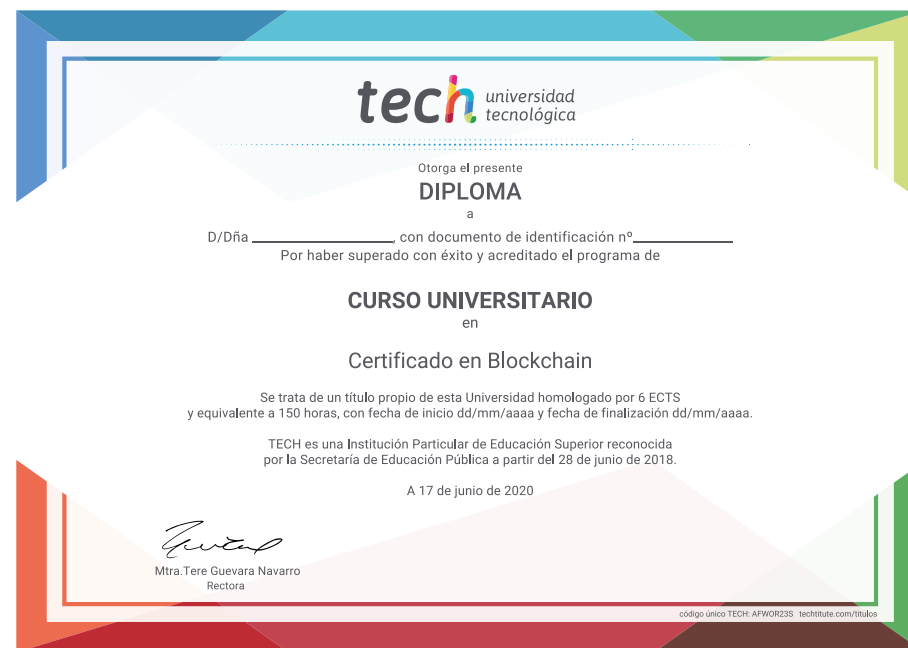 tech universidad
tecnológica
Otorga el presente
DIPLOMA
a
D/Dña ____________________, con documento de identificación nº______________
Por haber superado con éxito y acreditado el programa de
CURSO UNIVERSITARIO
en
Certificado en Blockchain
Se trata de un título propio de esta Universidad homologado por 6 ECTS
y equivalente a 150 horas, con fecha de inicio dd/mm/aaaa y fecha de finalización dd/mm/aaaa.
TECH es una Institución Particular de Educación Superior reconocida
por la Secretaría de Educación Pública a partir del 28 de junio de 2018.
A 17 de junio de 2020
Mtra.Tere Guevara Navarro
Rectora
código único TECH: AFWOR23S techtitute.com/titulos